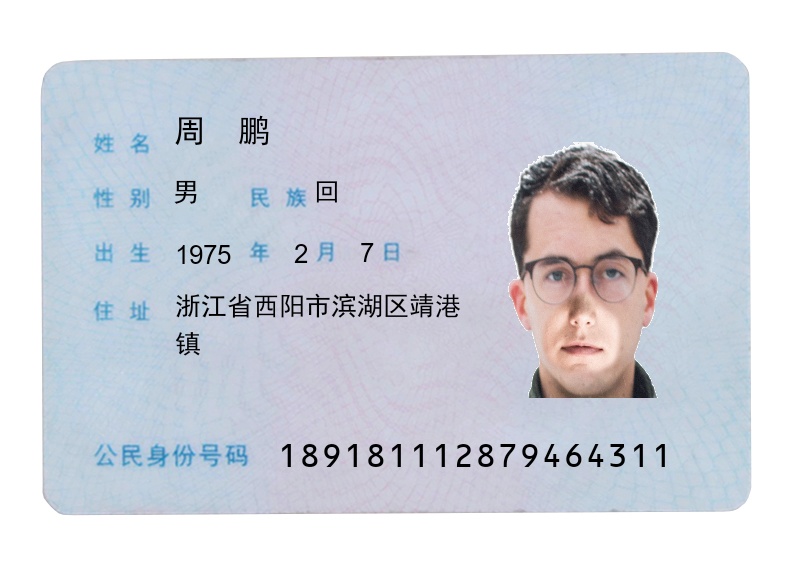 姓名 周 鹏
性别 男 民族 回
出生 1975 年 2 月 7 日
住址 浙江省西阳市滨湖区靖港
镇
公民身份号码 189181112879464311